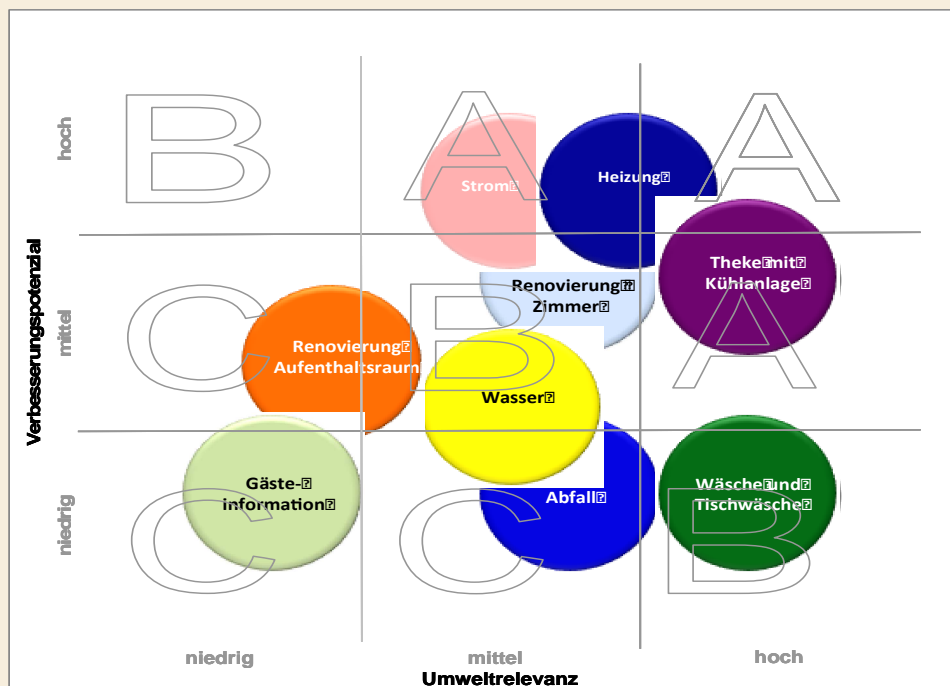 Verbesserungspotenzial
hoch
mittel
niedrig
B
A
A
Strom
Heizung
C
B
A
Renovierung
Aufenthaltsraum
Renovierung
Zimmer
Theke mit
Kühlanlage
Wasser
C
C
B
Gäste-
information
Abfall
Wäsche und
Tischwäsche
niedrig
mittel
hoch
Umweltrelevanz